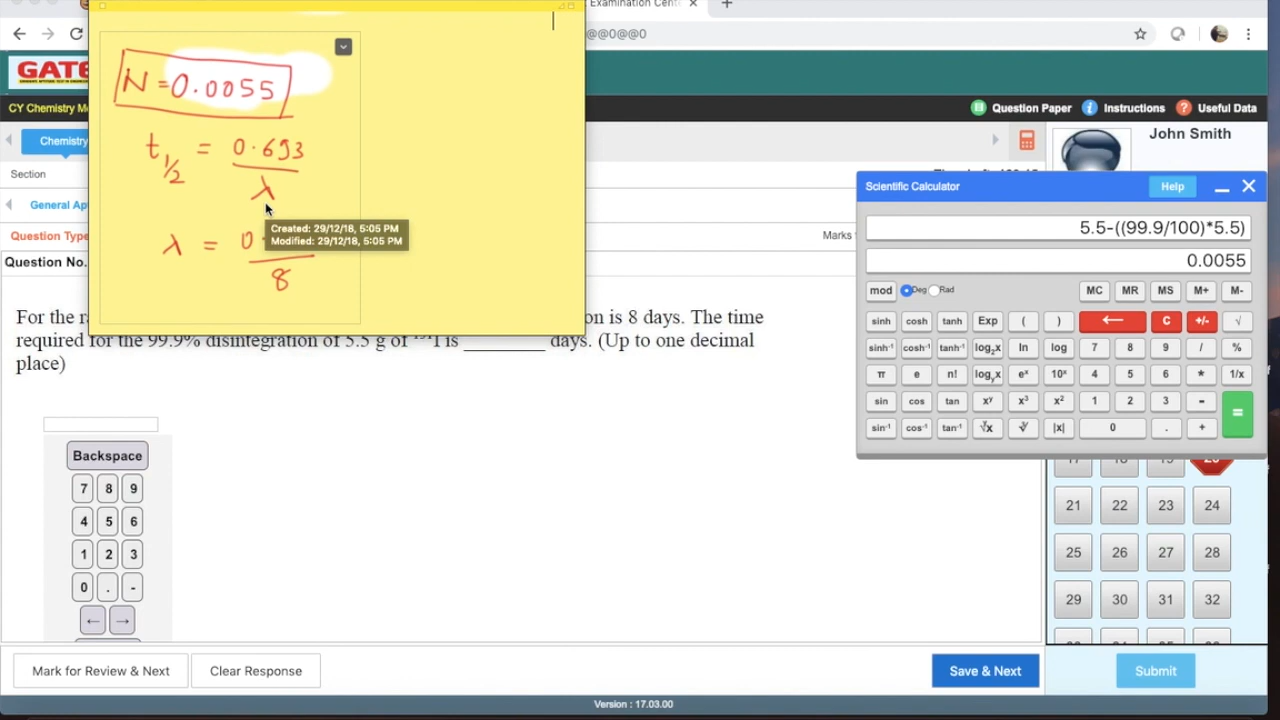 Examination Cent
@@0@@0
GATE
CY Chemistry M
Question Paper
Instructions
Useful Data
Chemistry
John Smith
Section
General Ap
Question Type
Marks
Question No.
N = 0.0055
t1/2 = 0.693
λ
Created: 29/12/18, 5:05 PM
Modified: 29/12/18, 5:05 PM
λ = 0.
8
For the ra on is 8 days. The time
required for the 99.9% disintegration of 5.5 g of ¹³¹I is ________ days. (Up to one decimal
place)
Scientific Calculator
Help
5.5-((99.9/100)*5.5)
0.0055
mod Deg Rad MC MR MS M+ M-
sinh cosh tanh Exp ( ) ← C +/- √
sinh⁻¹ cosh⁻¹ tanh⁻¹ log₂x ln log 7 8 9 / %
π e n! logᵧx eˣ 10ˣ 4 5 6 * 1/x
sin cos tan xʸ x³ x² 1 2 3 - =
sin⁻¹ cos⁻¹ tan⁻¹ ʸ√x ∛ |x| 0 . +
Backspace
7 8 9
4 5 6
1 2 3
0 . -
← →
17 18 19 20
21 22 23 24
25 26 27 28
29 30 31 32
Mark for Review & Next
Clear Response
Save & Next
Submit
Version : 17.03.00